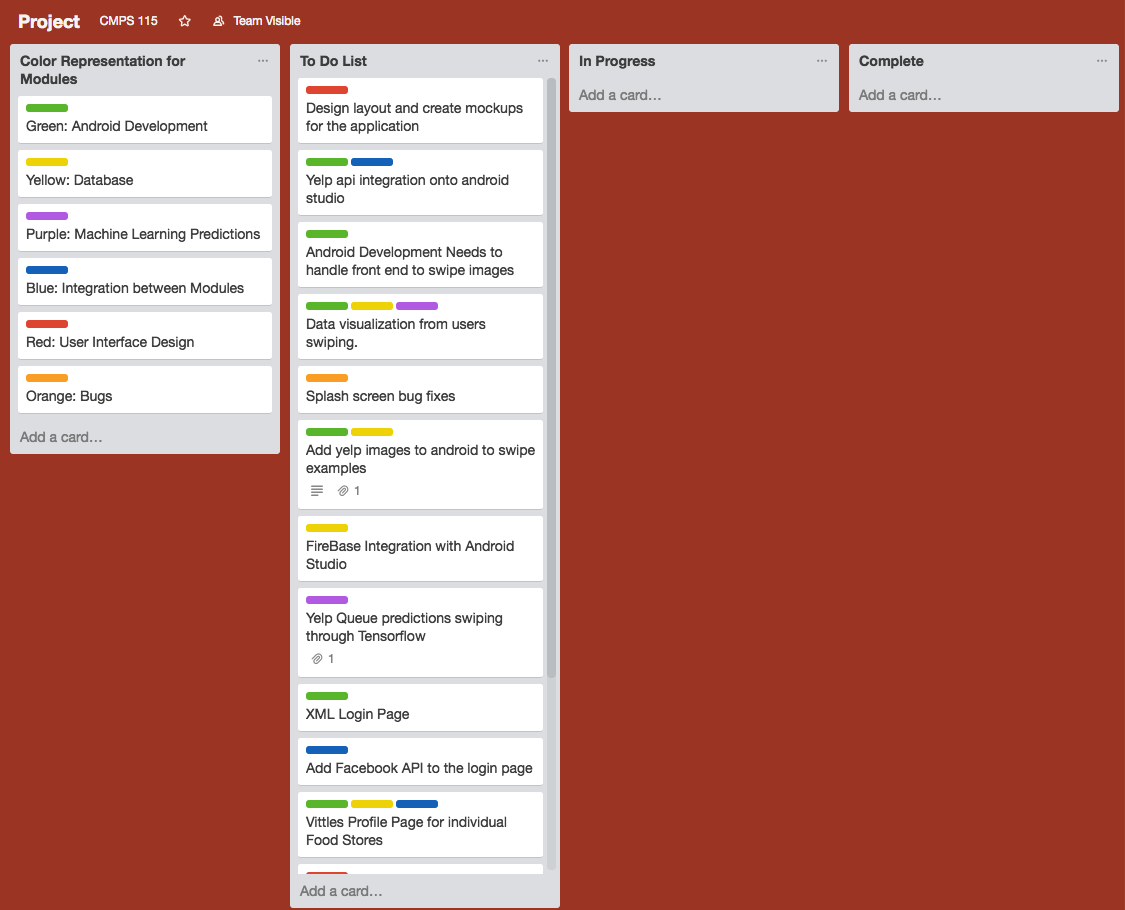 Project CMPS 115 Team Visible
Color Representation for
Modules
Green: Android Development
Yellow: Database
Purple: Machine Learning Predictions
Blue: Integration between Modules
Red: User Interface Design
Orange: Bugs
Add a card…
To Do List
Design layout and create mockups
for the application
Yelp api integration onto android
studio
Android Development Needs to
handle front end to swipe images
Data visualization from users
swiping.
Splash screen bug fixes
Add yelp images to android to swipe
examples
1
FireBase Integration with Android
Studio
Yelp Queue predictions swiping
through Tensorflow
1
XML Login Page
Add Facebook API to the login page
Vittles Profile Page for individual
Food Stores
Add a card…
In Progress
Add a card…
Complete
Add a card…